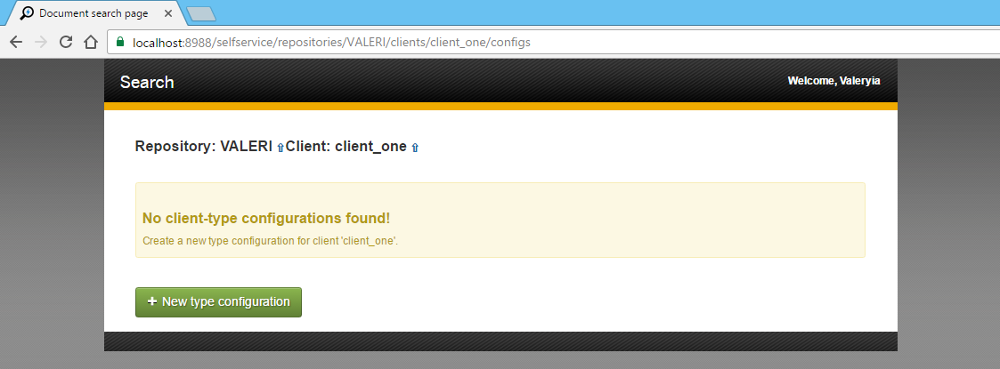 Document search page
localhost:8988/selfservice/repositories/VALERI/clients/client_one/configs
Search
Welcome, Valeryia
Repository: VALERI Client: client_one
No client-type configurations found!
Create a new type configuration for client 'client_one'.
New type configuration